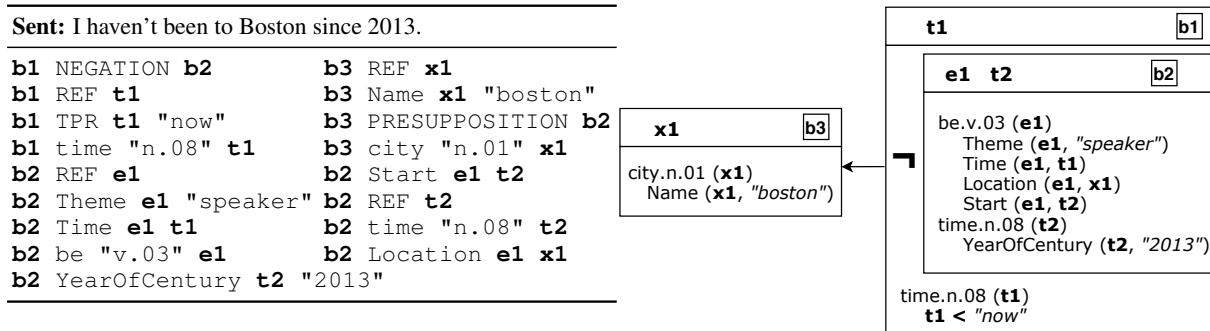 Sent: I haven't been to Boston since 2013.
b1 NEGATION b2 b3 REF x1
b1 REF t1 b3 Name x1 "boston"
b1 TPR t1 "now" b3 PRESUPPOSITION b2
b1 time "n.08" t1 b3 city "n.01" x1
b2 REF e1 b2 Start e1 t2
b2 Theme e1 "speaker" b2 REF t2
b2 Time e1 t1 b2 time "n.08" t2
b2 be "v.03" e1 b2 Location e1 x1
b2 YearOfCentury t2 "2013"
x1 b3
city.n.01 (x1)
Name (x1, "boston")
t1 b1
¬
e1 t2 b2
be.v.03 (e1)
Theme (e1, "speaker")
Time (e1, t1)
Location (e1, x1)
Start (e1, t2)
time.n.08 (t2)
YearOfCentury (t2, "2013")
time.n.08 (t1)
t1 < "now"